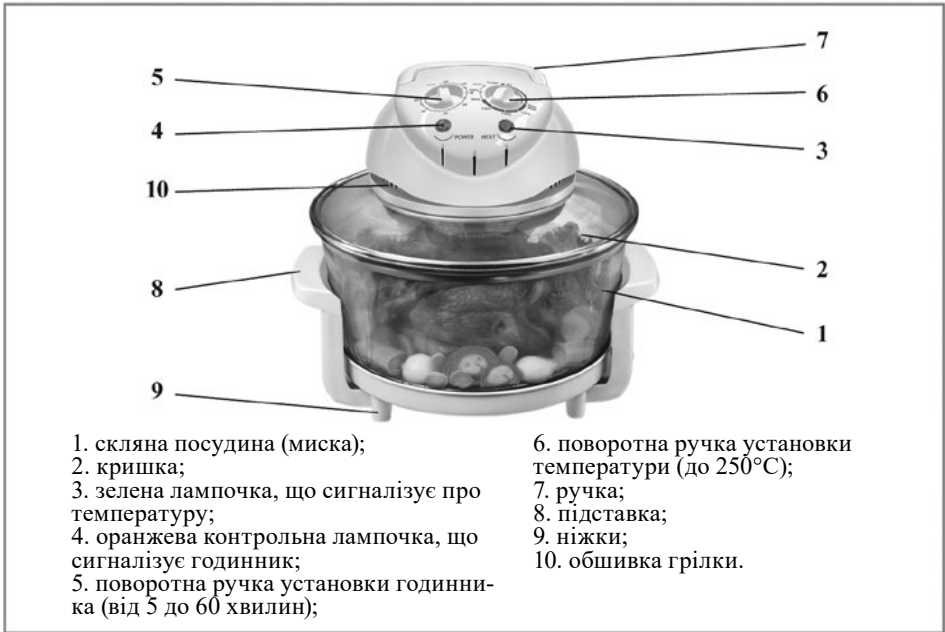 7
5
6
4
3
POWER HEAT
10
2
8
1
9
1. скляна посудина (миска);
2. кришка;
3. зелена лампочка, що сигналізує про
температуру;
4. оранжева контрольна лампочка, що
сигналізує годинник;
5. поворотна ручка установки годинни-
ка (від 5 до 60 хвилин);
6. поворотна ручка установки
температури (до 250°C);
7. ручка;
8. підставка;
9. ніжки;
10. обшивка грілки.